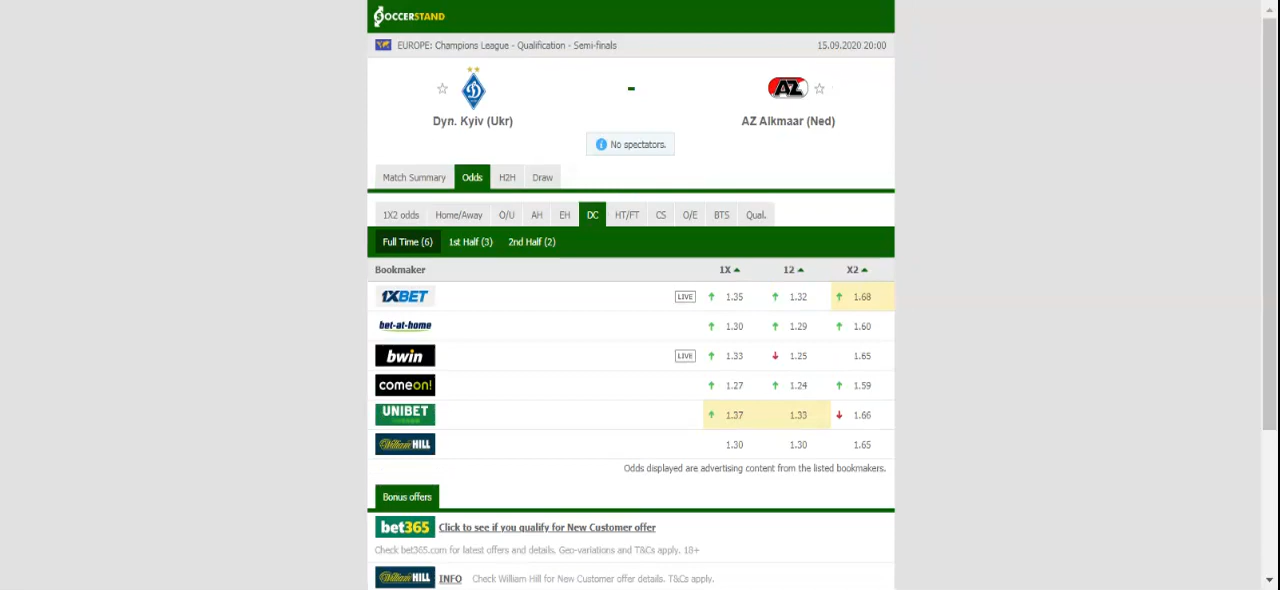 SOCCERSTAND
EUROPE: Champions League - Qualification - Semi-finals 15.09.2020 20:00
AZ
Dyn. Kyiv (Ukr) - AZ Alkmaar (Ned)
No spectators.
Match Summary Odds H2H Draw
1X2 odds Home/Away O/U AH EH DC HT/FT CS O/E BTS Qual.
Full Time (6) 1st Half (3) 2nd Half (2)
Bookmaker 1X 12 X2
1XBET LIVE 1.35 1.32 1.68
bet-at-home 1.30 1.29 1.60
bwin LIVE 1.33 1.25 1.65
comeon! 1.27 1.24 1.59
UNIBET 1.37 1.33 1.66
William HILL 1.30 1.30 1.65
Odds displayed are advertising content from the listed bookmakers.
Bonus offers
bet365 Click to see if you qualify for New Customer offer
Check bet365.com for latest offers and details. Geo-variations and T&Cs apply. 18+
William HILL INFO Check William Hill for New Customer offer details. T&Cs apply.